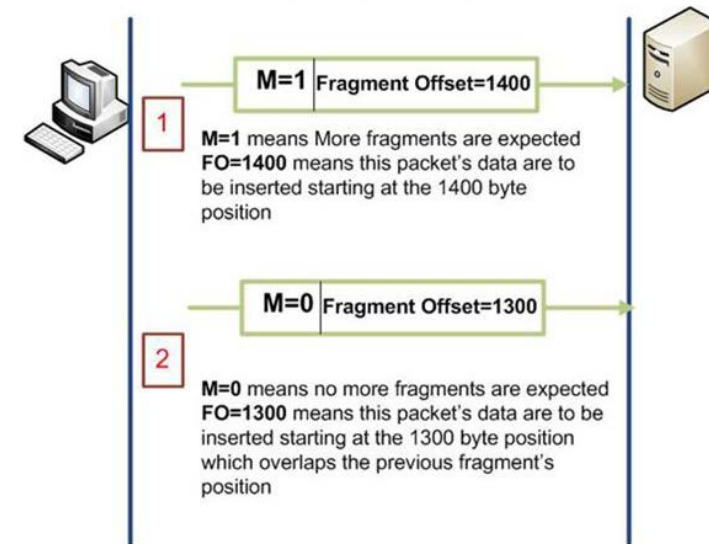 M=1 Fragment Offset=1400
1
M=1 means More fragments are expected
FO=1400 means this packet's data are to
be inserted starting at the 1400 byte
position
M=0 Fragment Offset=1300
2
M=0 means no more fragments are expected
FO=1300 means this packet's data are to be
inserted starting at the 1300 byte position
which overlaps the previous fragment's
position